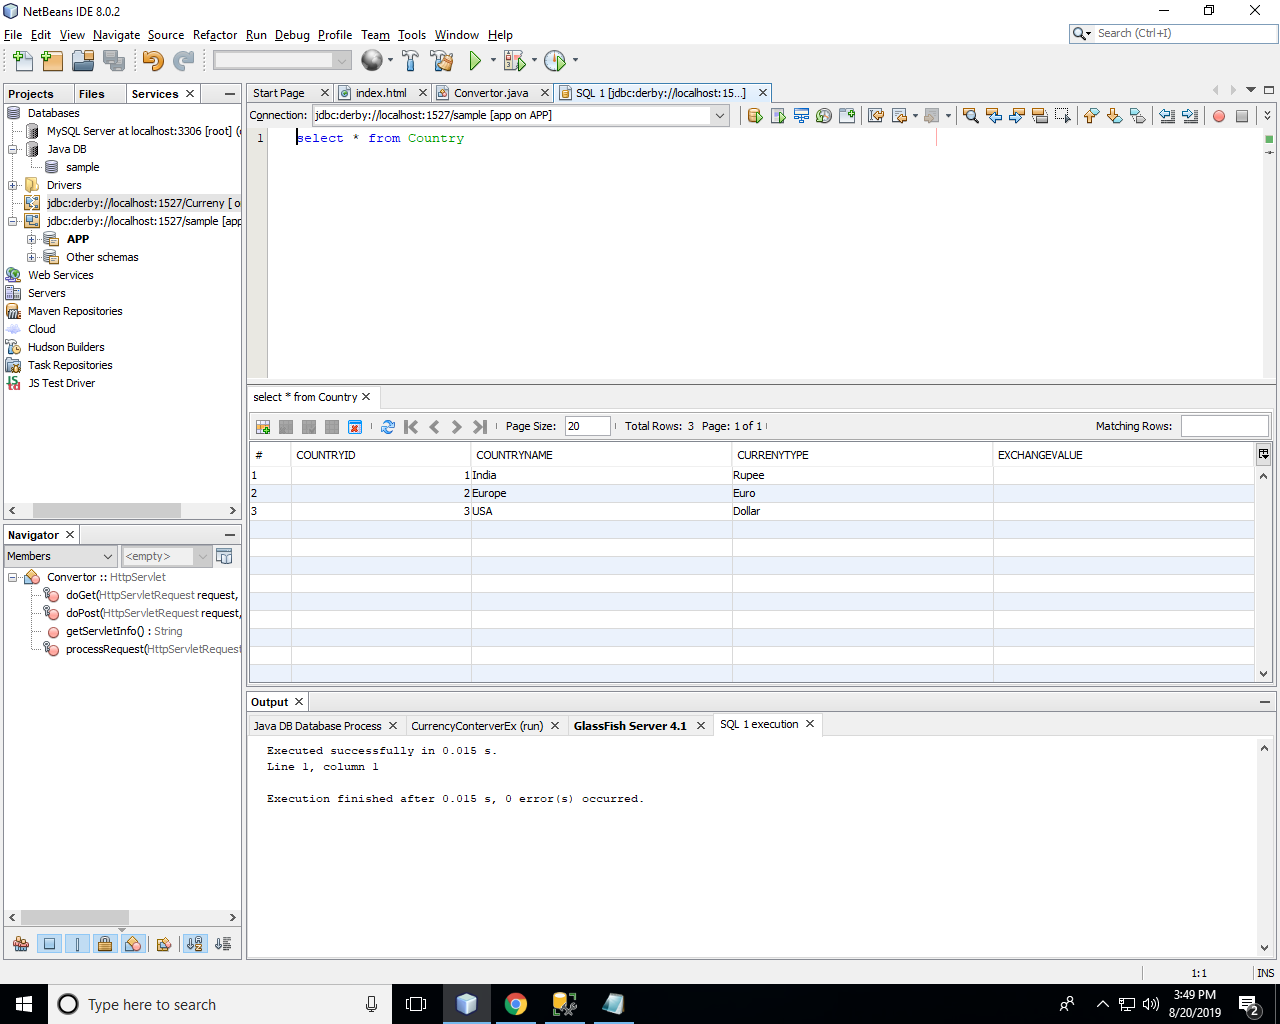 NetBeans IDE 8.0.2
File Edit View Navigate Source Refactor Run Debug Profile Team Tools Window Help
Search (Ctrl+I)
Projects Files Services
Databases
MySQL Server at localhost:3306 [root] (
Java DB
sample
Drivers
jdbc:derby://localhost:1527/Curreny [ o
jdbc:derby://localhost:1527/sample [app
APP
Other schemas
Web Services
Servers
Maven Repositories
Cloud
Hudson Builders
Task Repositories
JS Test Driver
Navigator
Members <empty>
Convertor :: HttpServlet
doGet(HttpServletRequest request,
doPost(HttpServletRequest request,
getServletInfo() : String
processRequest(HttpServletRequest
Start Page index.html Convertor.java SQL 1 [jdbc:derby://localhost:15...]
Connection: jdbc:derby://localhost:1527/sample [app on APP]
1 select * from Country
select * from Country
Page Size: 20 Total Rows: 3 Page: 1 of 1 Matching Rows:
# COUNTRYID COUNTRYNAME CURRENYTYPE EXCHANGEVALUE
1 1 India Rupee
2 2 Europe Euro
3 3 USA Dollar
Output
Java DB Database Process CurrencyConterverEx (run) GlassFish Server 4.1 SQL 1 execution
Executed successfully in 0.015 s.
Line 1, column 1
Execution finished after 0.015 s, 0 error(s) occurred.
1:1 INS
Type here to search
3:49 PM
8/20/2019
2